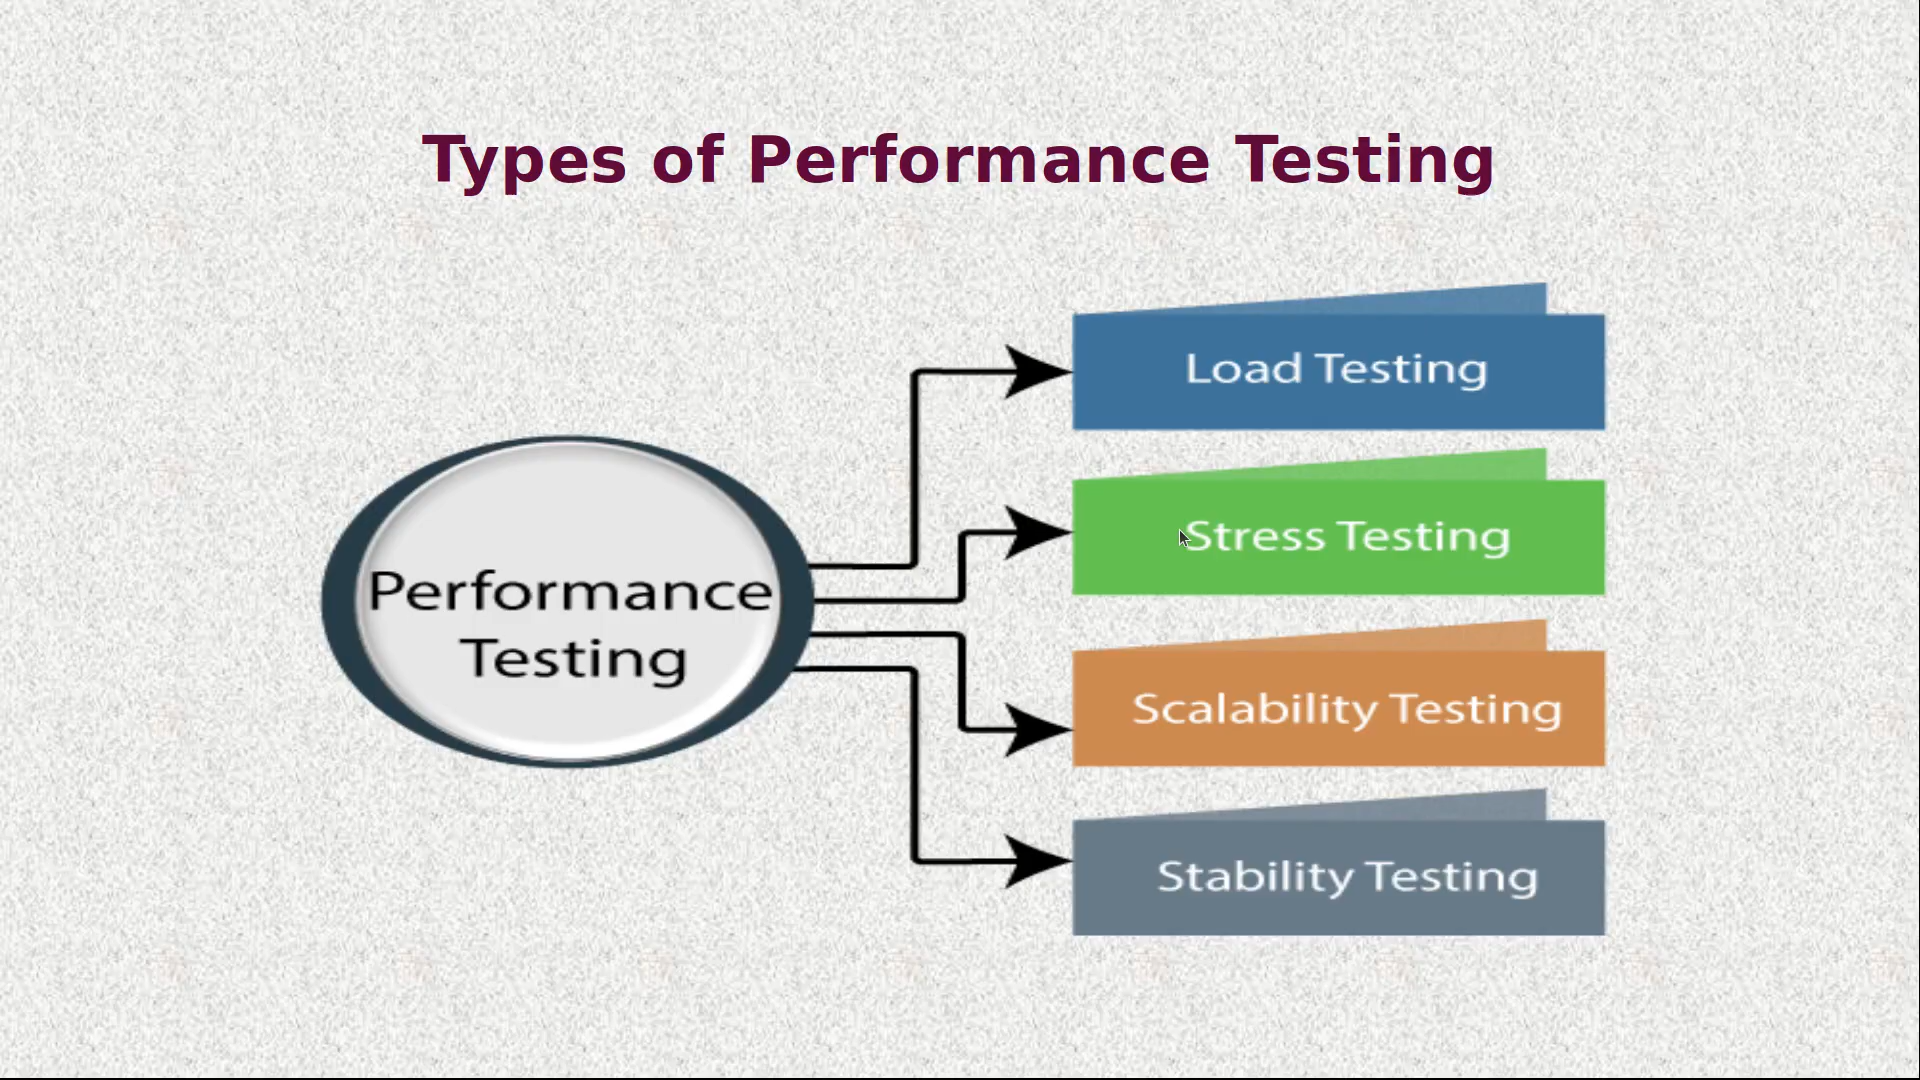 Types of Performance Testing
Performance
Testing
Load Testing
Stress Testing
Scalability Testing
Stability Testing